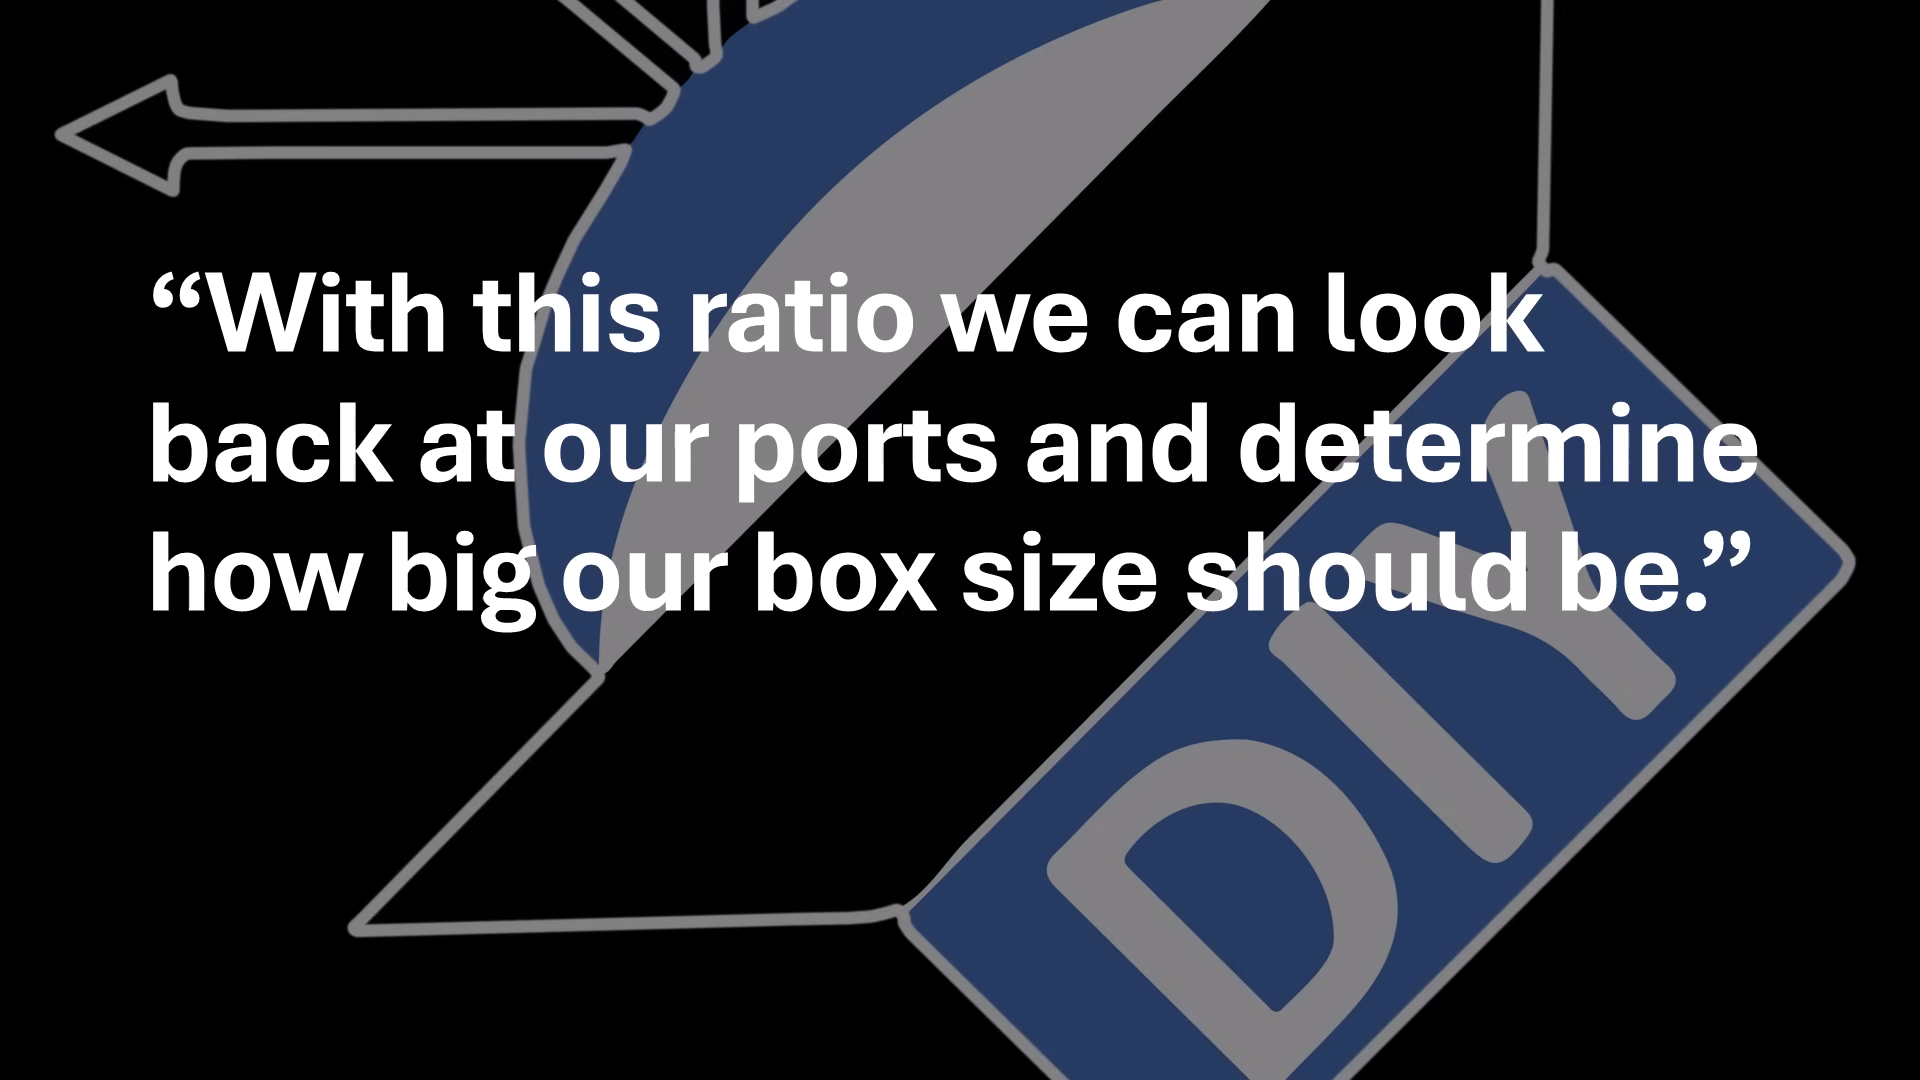 “With this ratio we can look
back at our ports and determine
how big our box size should be.”
DIY